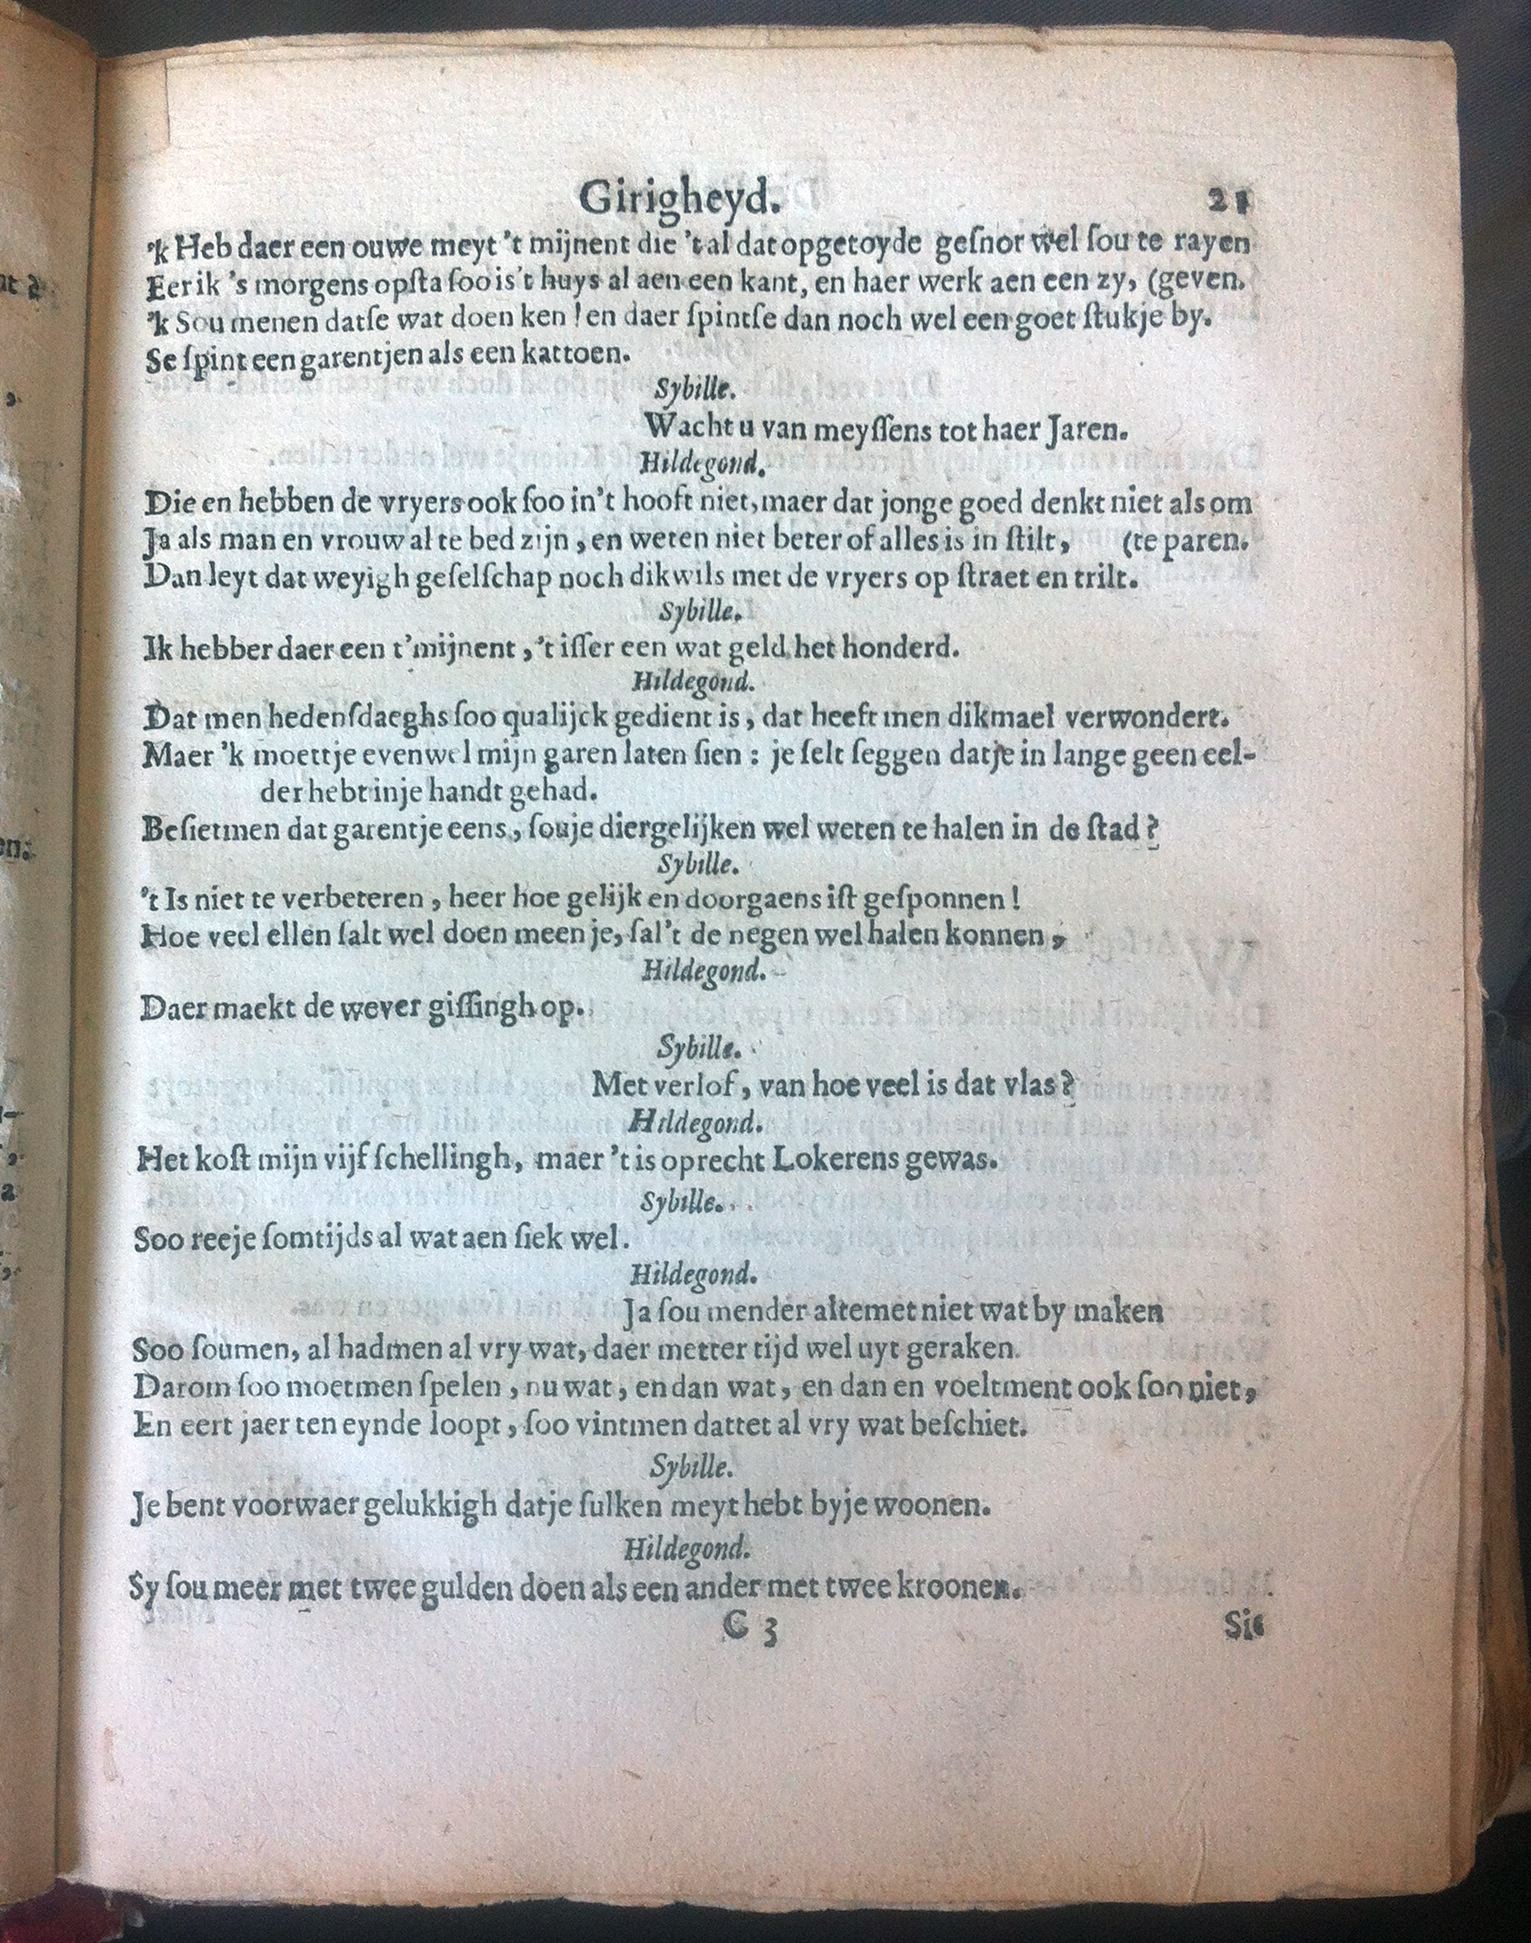 Girigheyd. 21
'k Heb daer een ouwe meyt 't mijnent die 't al dat opgetoyde geſnor wel ſou te rayen
Eer ik 's morgens opſta ſoo is't huys al aen een kant, en haer werk aen een zy, (geven.
'k Sou menen datſe wat doen ken ! en daer ſpintſe dan noch wel een goet ſtukje by.
Se ſpint een garentjen als een kattoen.
Sybille.
Wacht u van meyſſens tot haer Jaren.
Hildegond.
Die en hebben de vryers ook ſoo in't hooft niet, maer dat jonge goed denkt niet als om
Ja als man en vrouw al te bed zijn, en weten niet beter of alles is in ſtilt, (te paren.
Dan leyt dat weyigh geſelſchap noch dikwils met de vryers op ſtraet en trilt.
Sybille.
Ik hebber daer een t'mijnent, 't iſſer een wat geld het honderd.
Hildegond.
Dat men hedenſdaeghs ſoo qualijck gedient is, dat heeft men dikmael verwondert.
Maer 'k moettje evenwel mijn garen laten ſien : je ſelt ſeggen datje in lange geen eel-
der hebt inje handt gehad.
Beſietmen dat garentje eens, ſouje diergelijken wel weten te halen in de ſtad ?
Sybille.
't Is niet te verbeteren, heer hoe gelijk en doorgaens iſt geſponnen !
Hoe veel ellen ſalt wel doen meen je, ſal't de negen wel halen konnen,
Hildegond.
Daer maekt de wever giſſingh op.
Sybille.
Met verlof, van hoe veel is dat vlas ?
Hildegond.
Het koſt mijn vijf ſchellingh, maer 't is oprecht Lokerens gewas.
Sybille.
Soo reeje ſomtijds al wat aen ſiek wel.
Hildegond.
Ja ſou mender altemet niet wat by maken
Soo ſoumen, al hadmen al vry wat, daer metter tijd wel uyt geraken.
Darom ſoo moetmen ſpelen, nu wat, en dan wat, en dan en voeltment ook ſoo niet,
En eert jaer ten eynde loopt, ſoo vintmen dattet al vry wat beſchiet.
Sybille.
Je bent voorwaer gelukkigh datje ſulken meyt hebt byje woonen.
Hildegond.
Sy ſou meer met twee gulden doen als een ander met twee kroonen.
C 3 Sie